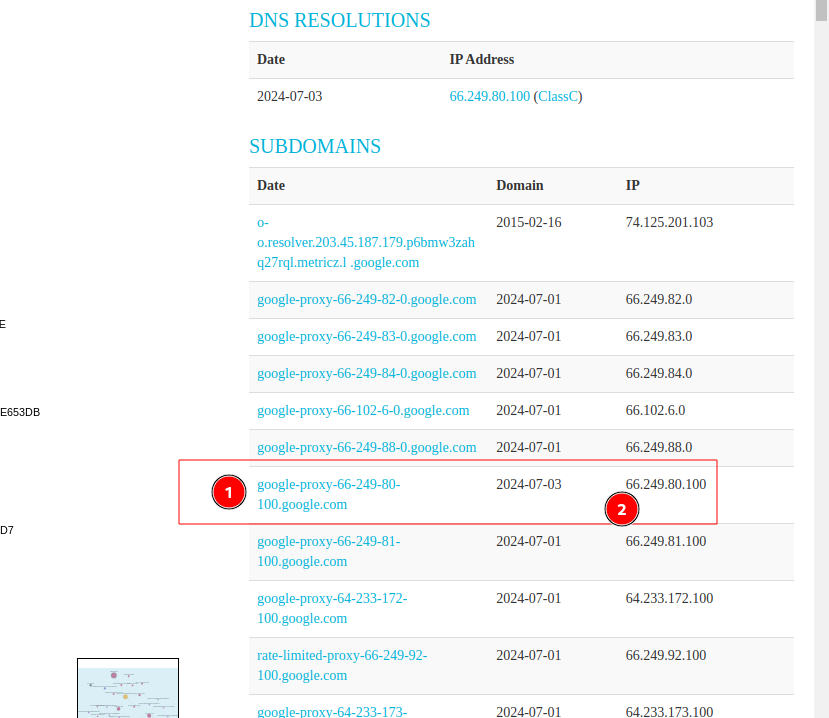 DNS RESOLUTIONS
Date IP Address
2024-07-03 66.249.80.100 (ClassC)
SUBDOMAINS
Date Domain IP
o- 2015-02-16 74.125.201.103
o.resolver.203.45.187.179.p6bmw3zah
q27rql.metricz.l .google.com
google-proxy-66-249-82-0.google.com 2024-07-01 66.249.82.0
E
google-proxy-66-249-83-0.google.com 2024-07-01 66.249.83.0
google-proxy-66-249-84-0.google.com 2024-07-01 66.249.84.0
E653DB google-proxy-66-102-6-0.google.com 2024-07-01 66.102.6.0
google-proxy-66-249-88-0.google.com 2024-07-01 66.249.88.0
google-proxy-66-249-80- 2024-07-03 66.249.80.100
1
100.google.com 2
D7
google-proxy-66-249-81- 2024-07-01 66.249.81.100
100.google.com
google-proxy-64-233-172- 2024-07-01 64.233.172.100
100.google.com
rate-limited-proxy-66-249-92- 2024-07-01 66.249.92.100
100.google.com
google-proxy-64-233-173- 2024-07-01 64.233.173.100